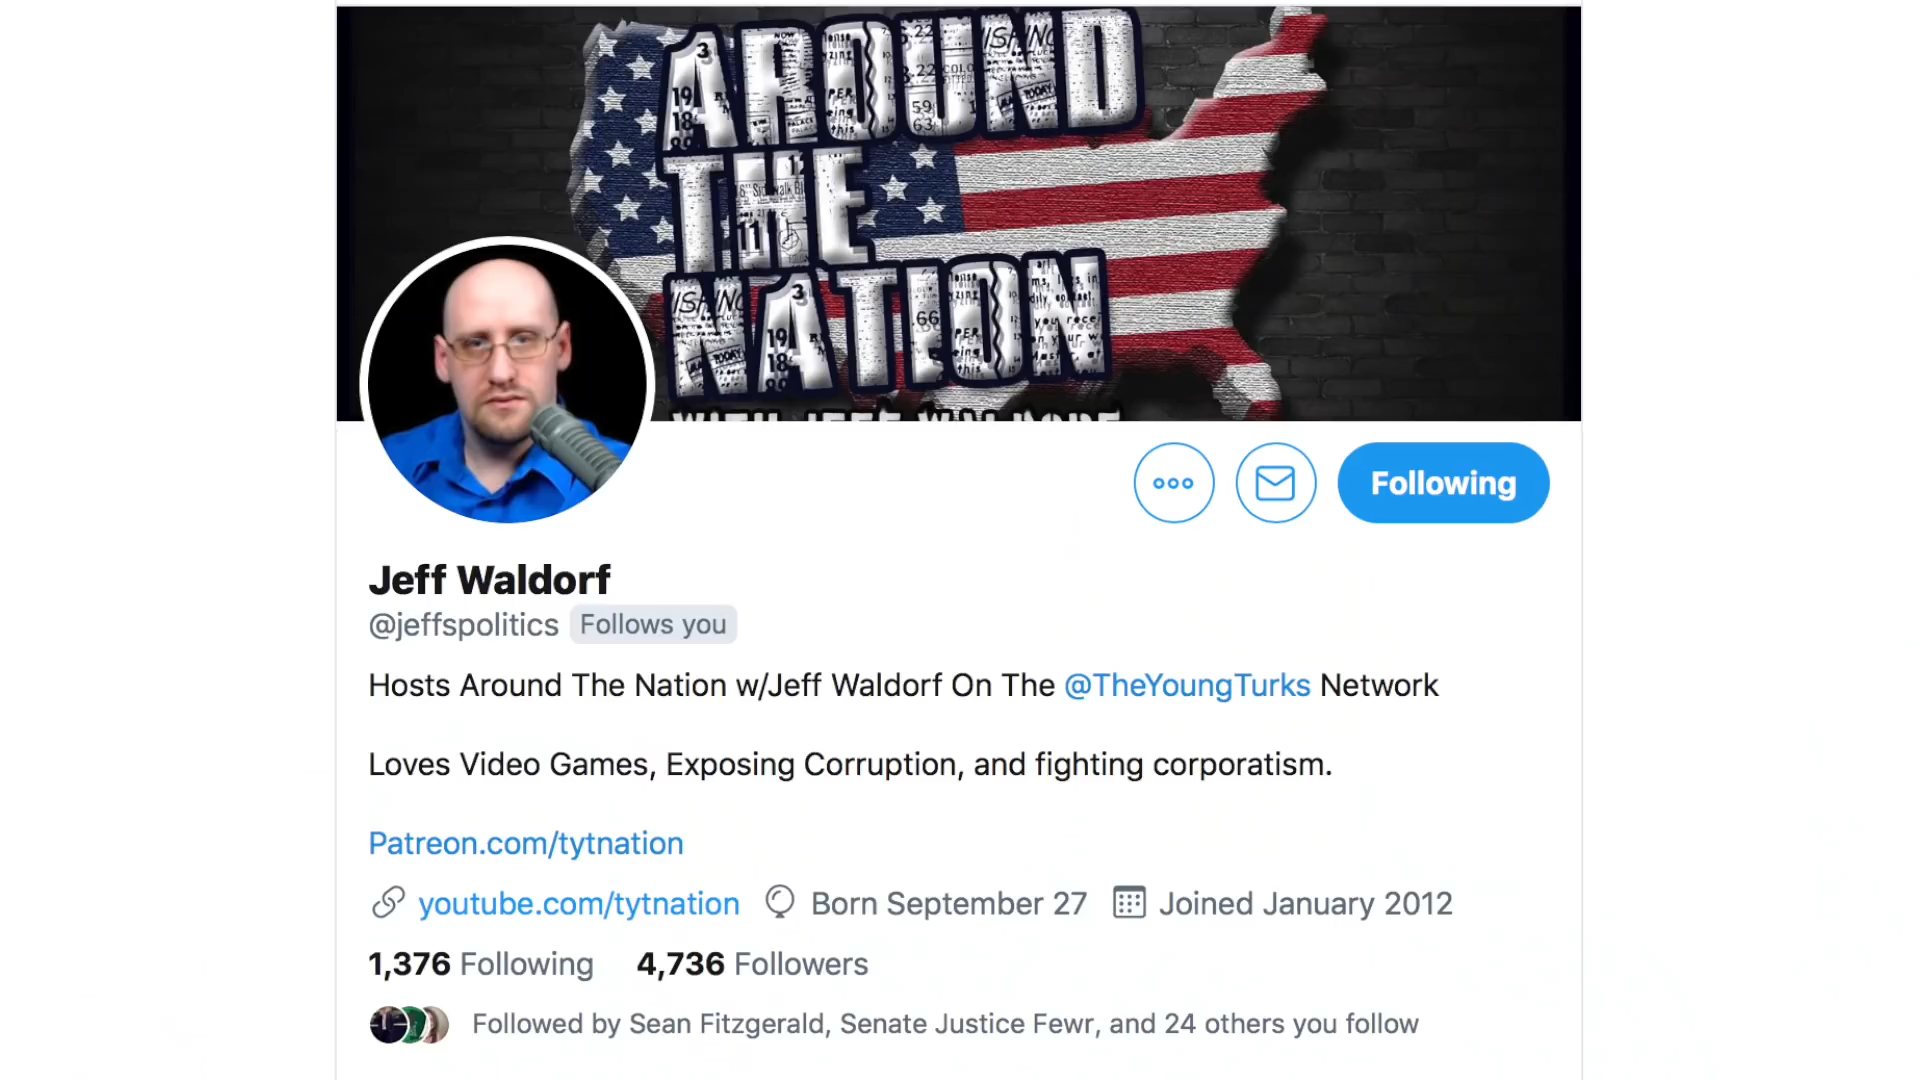 AROUND
THE
NATION
WITH JEFF WALDORF
Following
Jeff Waldorf
@jeffspolitics Follows you
Hosts Around The Nation w/Jeff Waldorf On The @TheYoungTurks Network
Loves Video Games, Exposing Corruption, and fighting corporatism.
Patreon.com/tytnation
youtube.com/tytnation Born September 27 Joined January 2012
1,376 Following 4,736 Followers
Followed by Sean Fitzgerald, Senate Justice Fewr, and 24 others you follow